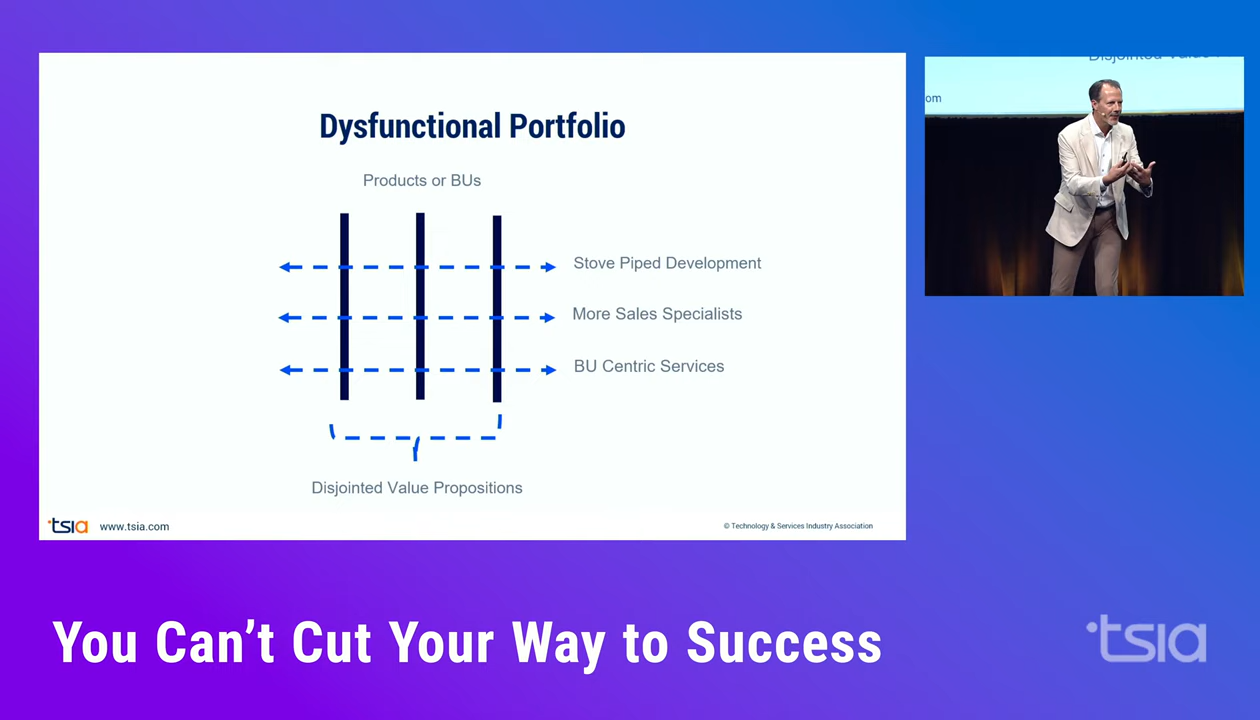 Dysfunctional Portfolio
Products or BUs
Stove Piped Development
More Sales Specialists
BU Centric Services
Disjointed Value Propositions
tsia
www.tsia.com
© Technology & Services Industry Association
om
You Can’t Cut Your Way to Success
tsia